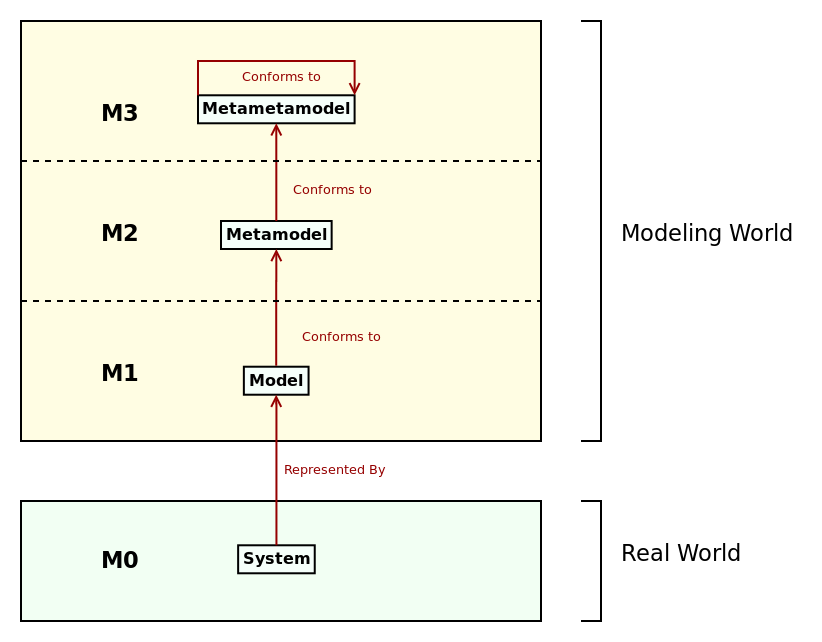 Conforms to
M3
Metametamodel
Conforms to
M2
Metamodel
Modeling World
Conforms to
M1
Model
Represented By
M0
System
Real World